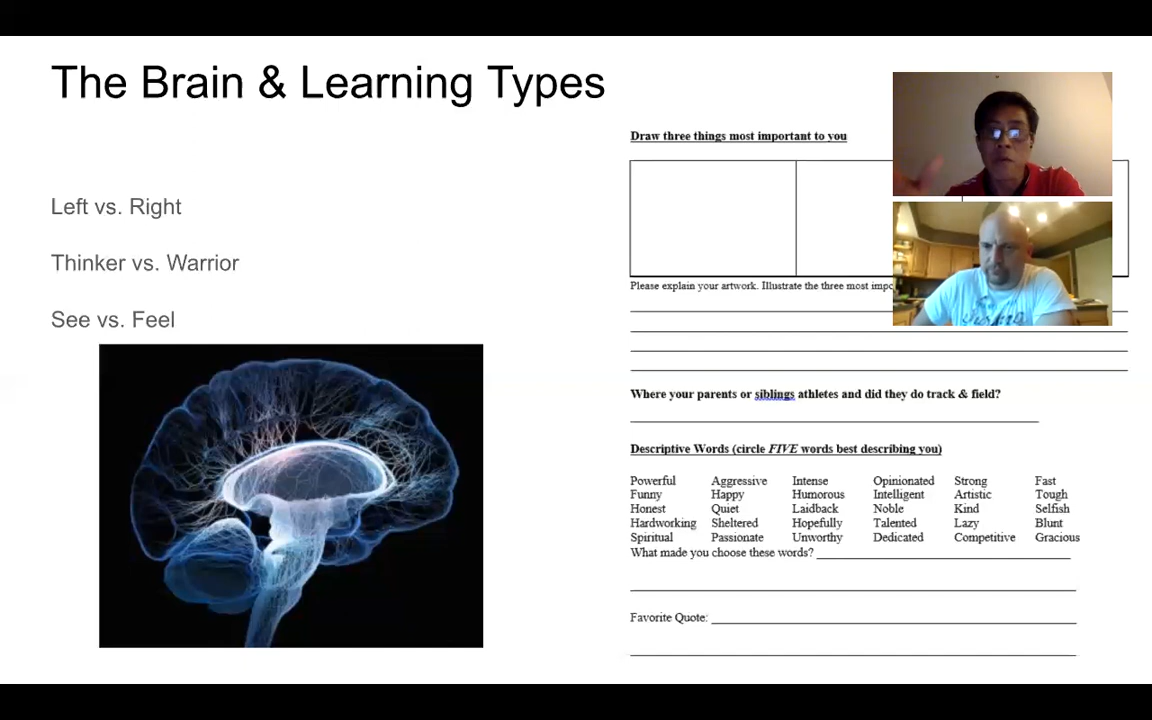 The Brain & Learning Types
Left vs. Right
Thinker vs. Warrior
See vs. Feel
Draw three things most important to you
Please explain your artwork. Illustrate the three most
Where your parents or siblings athletes and did they do track & field?
Descriptive Words (circle FIVE words best describing you)
Powerful Aggressive Intense Opinionated Strong Fast
Funny Happy Humorous Intelligent Artistic Tough
Honest Quiet Laidback Noble Kind Selfish
Hardworking Sheltered Hopefully Talented Lazy Blunt
Spiritual Passionate Unworthy Dedicated Competitive Gracious
What made you choose these words?
Favorite Quote: